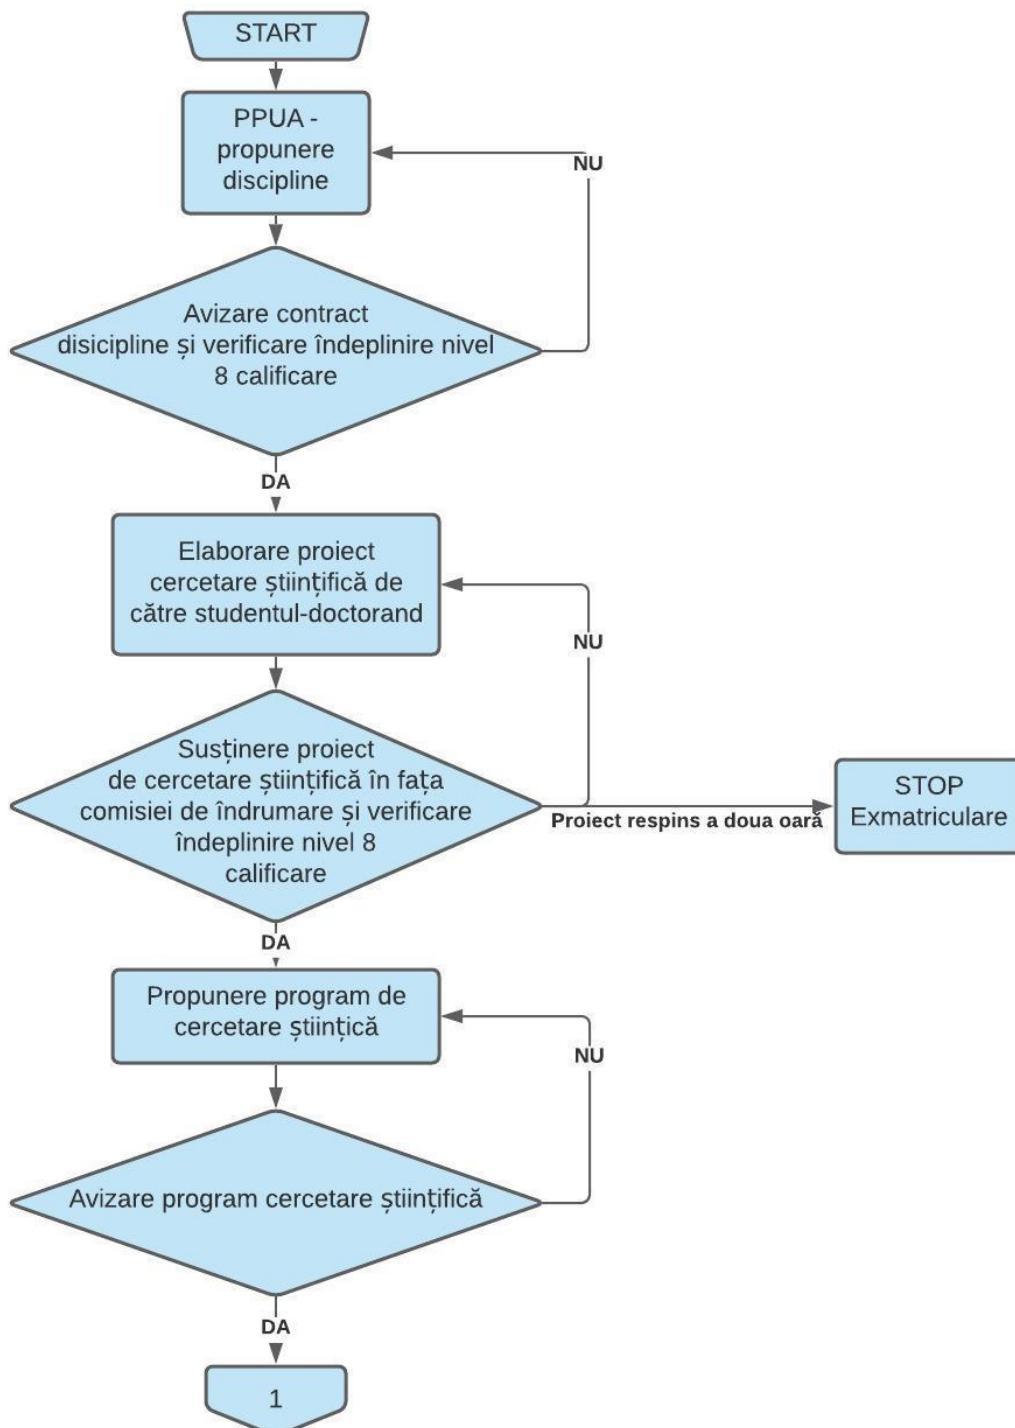 START
PPUA -
propunere
discipline
NU
Avizare contract
disicipline și verificare îndeplinire nivel
8 calificare
DA
Elaborare proiect
cercetare științifică de
către studentul-doctorand
NU
Susținere proiect
de cercetare științifică în fața
comisiei de îndrumare și verificare
îndeplinire nivel 8
calificare
Proiect respins a doua oară
STOP
Exmatriculare
DA
Propunere program de
cercetare științică
NU
Avizare program cercetare științifică
DA
1